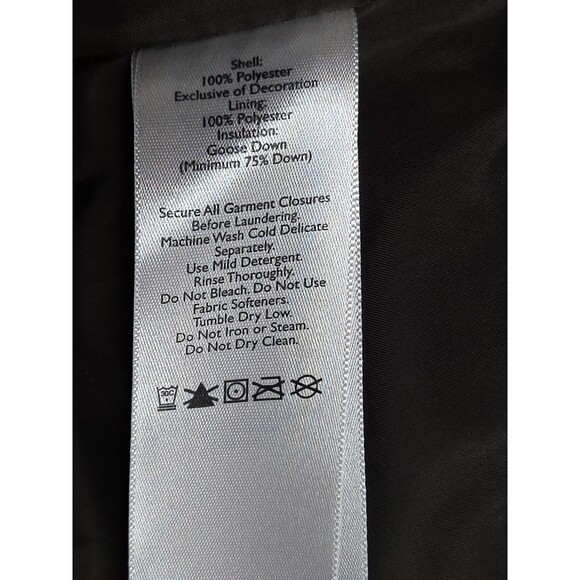 Shell:
100% Polyester
Exclusive of Decoration
Lining:
100% Polyester
Insulation:
Goose Down
(Minimum 75% Down)
Secure All Garment Closures
Before Laundering.
Machine Wash Cold Delicate
Separately.
Use Mild Detergent.
Rinse Thoroughly.
Do Not Bleach. Do Not Use
Fabric Softeners.
Tumble Dry Low.
Do Not Iron or Steam.
Do Not Dry Clean.
30C